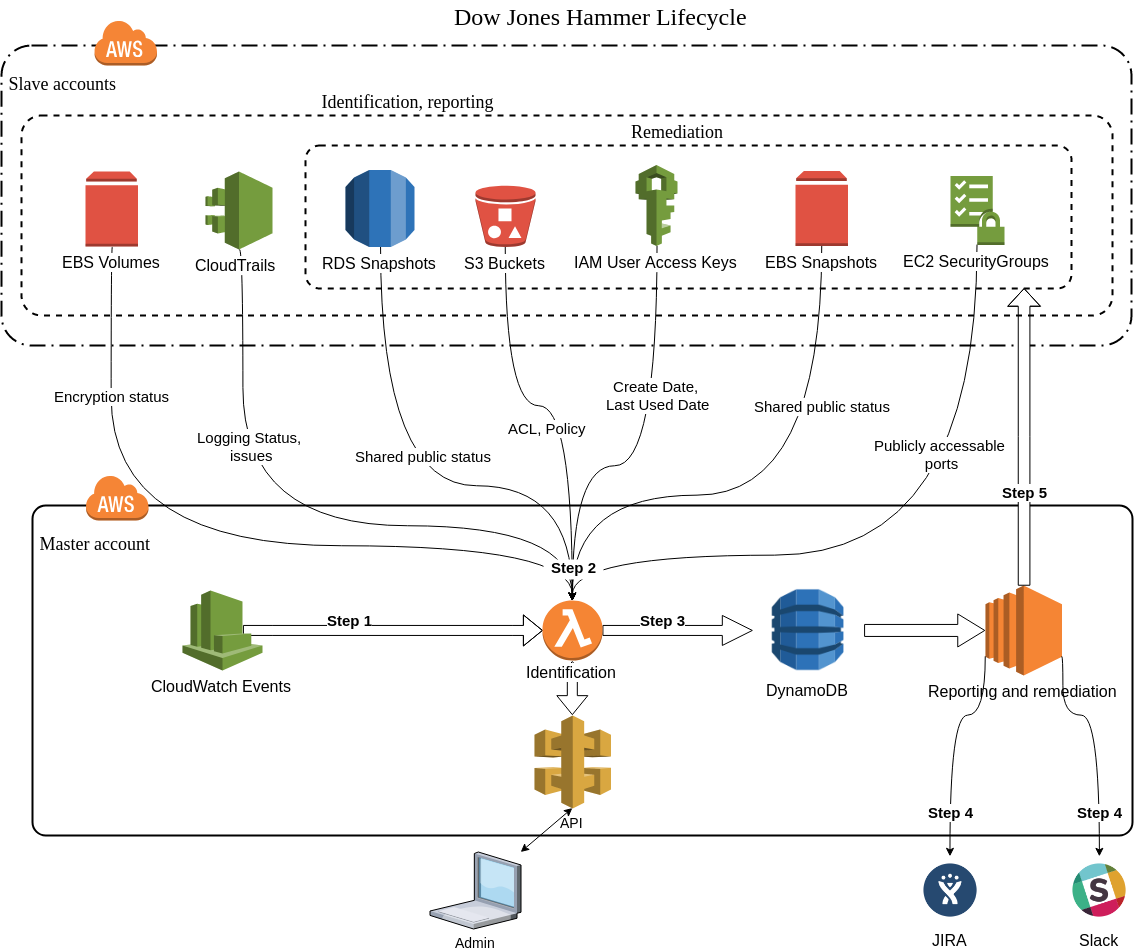 Dow Jones Hammer Lifecycle
AWS
Slave accounts
Identification, reporting
Remediation
EBS Volumes
CloudTrails
RDS Snapshots
S3 Buckets
IAM User Access Keys
EBS Snapshots
EC2 SecurityGroups
Encryption status
Logging Status,
issues
Shared public status
ACL, Policy
Create Date,
Last Used Date
Shared public status
Publicly accessable
ports
Step 5
AWS
Master account
Step 2
Step 1
Step 3
Identification
CloudWatch Events
DynamoDB
Reporting and remediation
Step 4
Step 4
API
Admin
JIRA
Slack